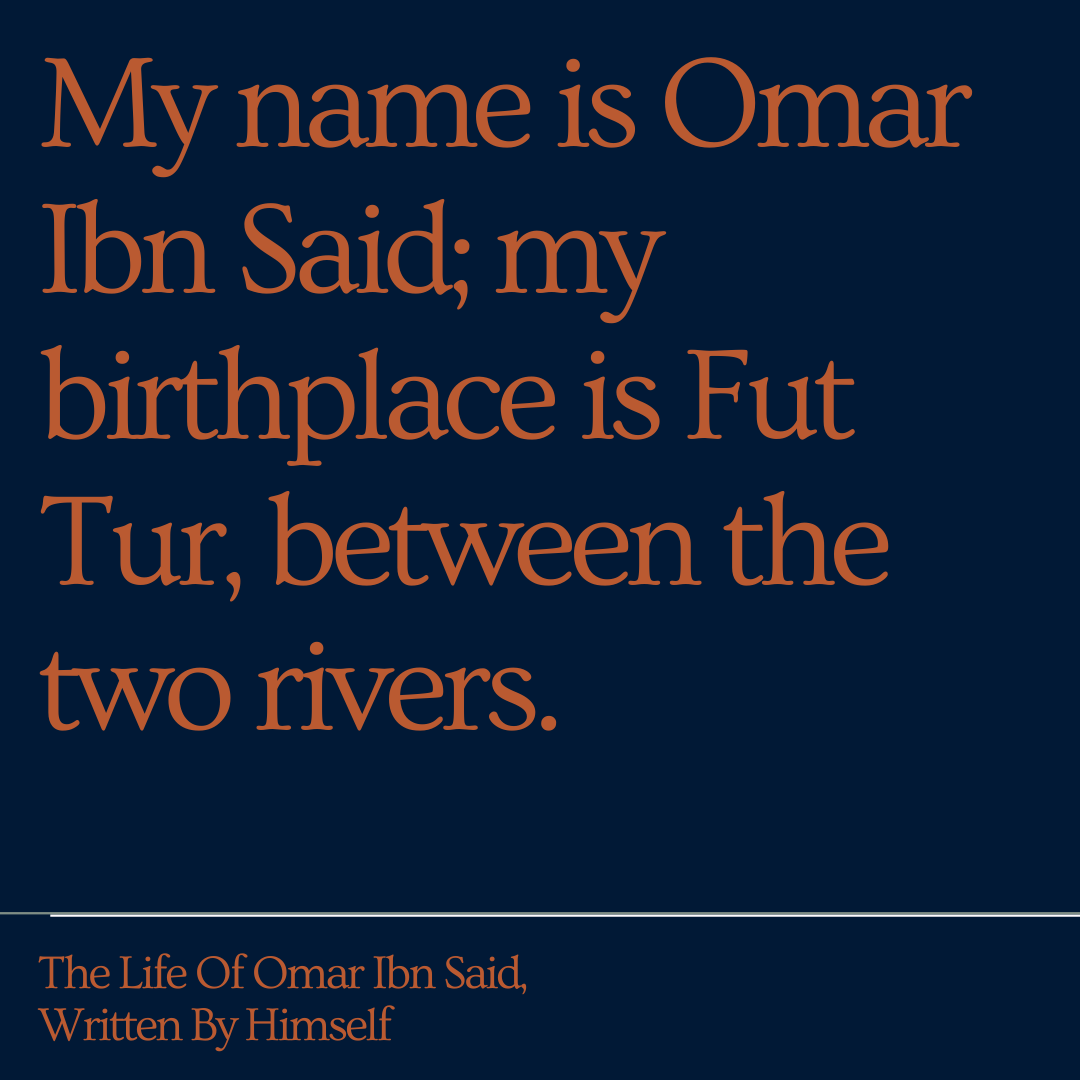 My name is Omar
Ibn Said; my
birthplace is Fut
Tur, between the
two rivers.
The Life Of Omar Ibn Said,
Written By Himself